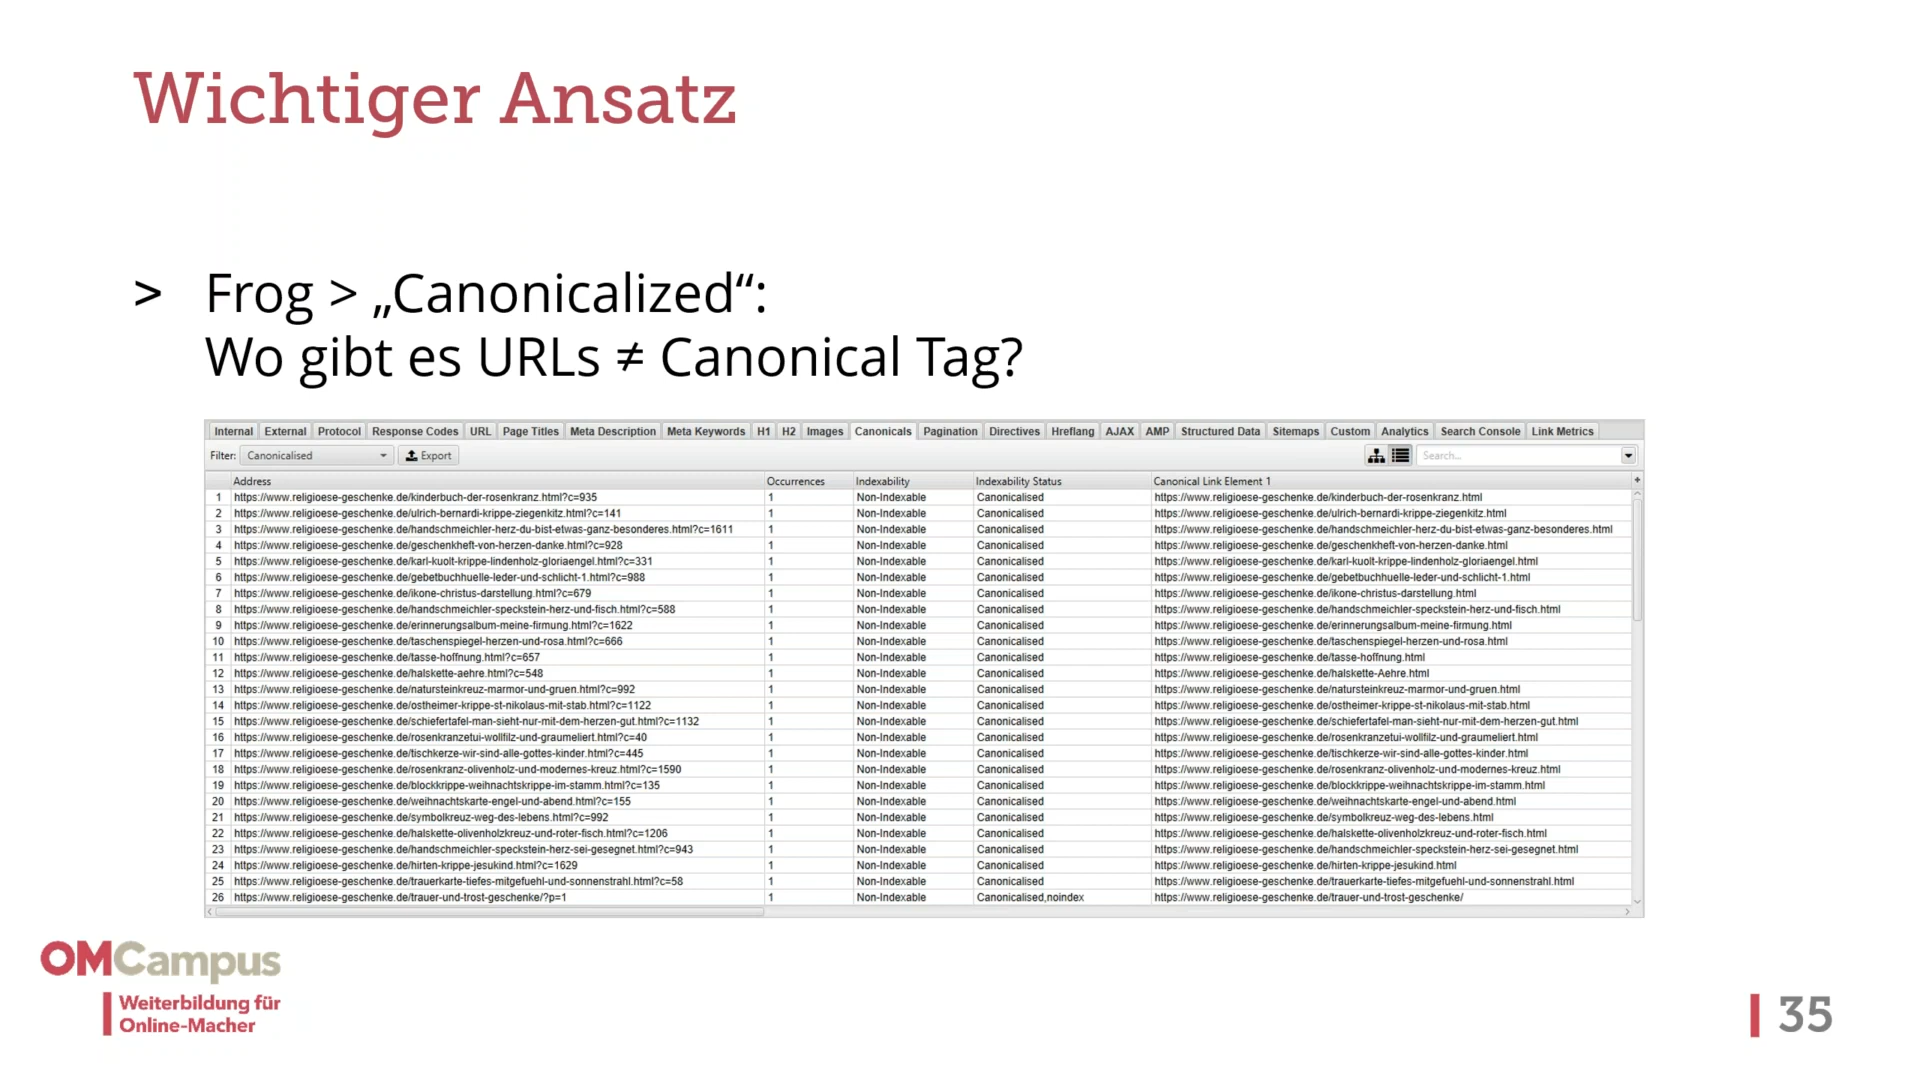 Wichtiger Ansatz
> Frog > „Canonicalized“:
Wo gibt es URLs ≠ Canonical Tag?
Internal External Protocol Response Codes URL Page Titles Meta Description Meta Keywords H1 H2 Images Canonicals Pagination Directives Hreflang AJAX AMP Structured Data Sitemaps Custom Analytics Search Console Link Metrics
Filter: Canonicalised Export Search...
Address Occurrences Indexability Indexability Status Canonical Link Element 1
1 https://www.religioese-geschenke.de/kinderbuch-der-rosenkranz.html?c=935 1 Non-Indexable Canonicalised https://www.religioese-geschenke.de/kinderbuch-der-rosenkranz.html
2 https://www.religioese-geschenke.de/ulrich-bernardi-krippe-ziegenkitz.html?c=141 1 Non-Indexable Canonicalised https://www.religioese-geschenke.de/ulrich-bernardi-krippe-ziegenkitz.html
3 https://www.religioese-geschenke.de/handschmeichler-herz-du-bist-etwas-ganz-besonderes.html?c=1611 1 Non-Indexable Canonicalised https://www.religioese-geschenke.de/handschmeichler-herz-du-bist-etwas-ganz-besonderes.html
4 https://www.religioese-geschenke.de/geschenkheft-von-herzen-danke.html?c=928 1 Non-Indexable Canonicalised https://www.religioese-geschenke.de/geschenkheft-von-herzen-danke.html
5 https://www.religioese-geschenke.de/karl-kuolt-krippe-lindenholz-gloriaengel.html?c=331 1 Non-Indexable Canonicalised https://www.religioese-geschenke.de/karl-kuolt-krippe-lindenholz-gloriaengel.html
6 https://www.religioese-geschenke.de/gebetbuchhuelle-leder-und-schlicht-1.html?c=988 1 Non-Indexable Canonicalised https://www.religioese-geschenke.de/gebetbuchhuelle-leder-und-schlicht-1.html
7 https://www.religioese-geschenke.de/ikone-christus-darstellung.html?c=679 1 Non-Indexable Canonicalised https://www.religioese-geschenke.de/ikone-christus-darstellung.html
8 https://www.religioese-geschenke.de/handschmeichler-speckstein-herz-und-fisch.html?c=588 1 Non-Indexable Canonicalised https://www.religioese-geschenke.de/handschmeichler-speckstein-herz-und-fisch.html
9 https://www.religioese-geschenke.de/erinnerungsalbum-meine-firmung.html?c=1622 1 Non-Indexable Canonicalised https://www.religioese-geschenke.de/erinnerungsalbum-meine-firmung.html
10 https://www.religioese-geschenke.de/taschenspiegel-herzen-und-rosa.html?c=666 1 Non-Indexable Canonicalised https://www.religioese-geschenke.de/taschenspiegel-herzen-und-rosa.html
11 https://www.religioese-geschenke.de/tasse-hoffnung.html?c=657 1 Non-Indexable Canonicalised https://www.religioese-geschenke.de/tasse-hoffnung.html
12 https://www.religioese-geschenke.de/halskette-aehre.html?c=548 1 Non-Indexable Canonicalised https://www.religioese-geschenke.de/halskette-Aehre.html
13 https://www.religioese-geschenke.de/natursteinkreuz-marmor-und-gruen.html?c=992 1 Non-Indexable Canonicalised https://www.religioese-geschenke.de/natursteinkreuz-marmor-und-gruen.html
14 https://www.religioese-geschenke.de/ostheimer-krippe-st-nikolaus-mit-stab.html?c=1122 1 Non-Indexable Canonicalised https://www.religioese-geschenke.de/ostheimer-krippe-st-nikolaus-mit-stab.html
15 https://www.religioese-geschenke.de/schiefertafel-man-sieht-nur-mit-dem-herzen-gut.html?c=1132 1 Non-Indexable Canonicalised https://www.religioese-geschenke.de/schiefertafel-man-sieht-nur-mit-dem-herzen-gut.html
16 https://www.religioese-geschenke.de/rosenkranzetui-wollfilz-und-graumeliert.html?c=40 1 Non-Indexable Canonicalised https://www.religioese-geschenke.de/rosenkranzetui-wollfilz-und-graumeliert.html
17 https://www.religioese-geschenke.de/tischkerze-wir-sind-alle-gottes-kinder.html?c=445 1 Non-Indexable Canonicalised https://www.religioese-geschenke.de/tischkerze-wir-sind-alle-gottes-kinder.html
18 https://www.religioese-geschenke.de/rosenkranz-olivenholz-und-modernes-kreuz.html?c=1590 1 Non-Indexable Canonicalised https://www.religioese-geschenke.de/rosenkranz-olivenholz-und-modernes-kreuz.html
19 https://www.religioese-geschenke.de/blockkrippe-weihnachtskrippe-im-stamm.html?c=135 1 Non-Indexable Canonicalised https://www.religioese-geschenke.de/blockkrippe-weihnachtskrippe-im-stamm.html
20 https://www.religioese-geschenke.de/weihnachtskarte-engel-und-abend.html?c=155 1 Non-Indexable Canonicalised https://www.religioese-geschenke.de/weihnachtskarte-engel-und-abend.html
21 https://www.religioese-geschenke.de/symbolkreuz-weg-des-lebens.html?c=992 1 Non-Indexable Canonicalised https://www.religioese-geschenke.de/symbolkreuz-weg-des-lebens.html
22 https://www.religioese-geschenke.de/halskette-olivenholzkreuz-und-roter-fisch.html?c=1206 1 Non-Indexable Canonicalised https://www.religioese-geschenke.de/halskette-olivenholzkreuz-und-roter-fisch.html
23 https://www.religioese-geschenke.de/handschmeichler-speckstein-herz-sei-gesegnet.html?c=943 1 Non-Indexable Canonicalised https://www.religioese-geschenke.de/handschmeichler-speckstein-herz-sei-gesegnet.html
24 https://www.religioese-geschenke.de/hirten-krippe-jesukind.html?c=1629 1 Non-Indexable Canonicalised https://www.religioese-geschenke.de/hirten-krippe-jesukind.html
25 https://www.religioese-geschenke.de/trauerkarte-tiefes-mitgefuehl-und-sonnenstrahl.html?c=58 1 Non-Indexable Canonicalised https://www.religioese-geschenke.de/trauerkarte-tiefes-mitgefuehl-und-sonnenstrahl.html
26 https://www.religioese-geschenke.de/trauer-und-trost-geschenke/?p=1 1 Non-Indexable Canonicalised,noindex https://www.religioese-geschenke.de/trauer-und-trost-geschenke/
OMCampus
Weiterbildung für
Online-Macher
35